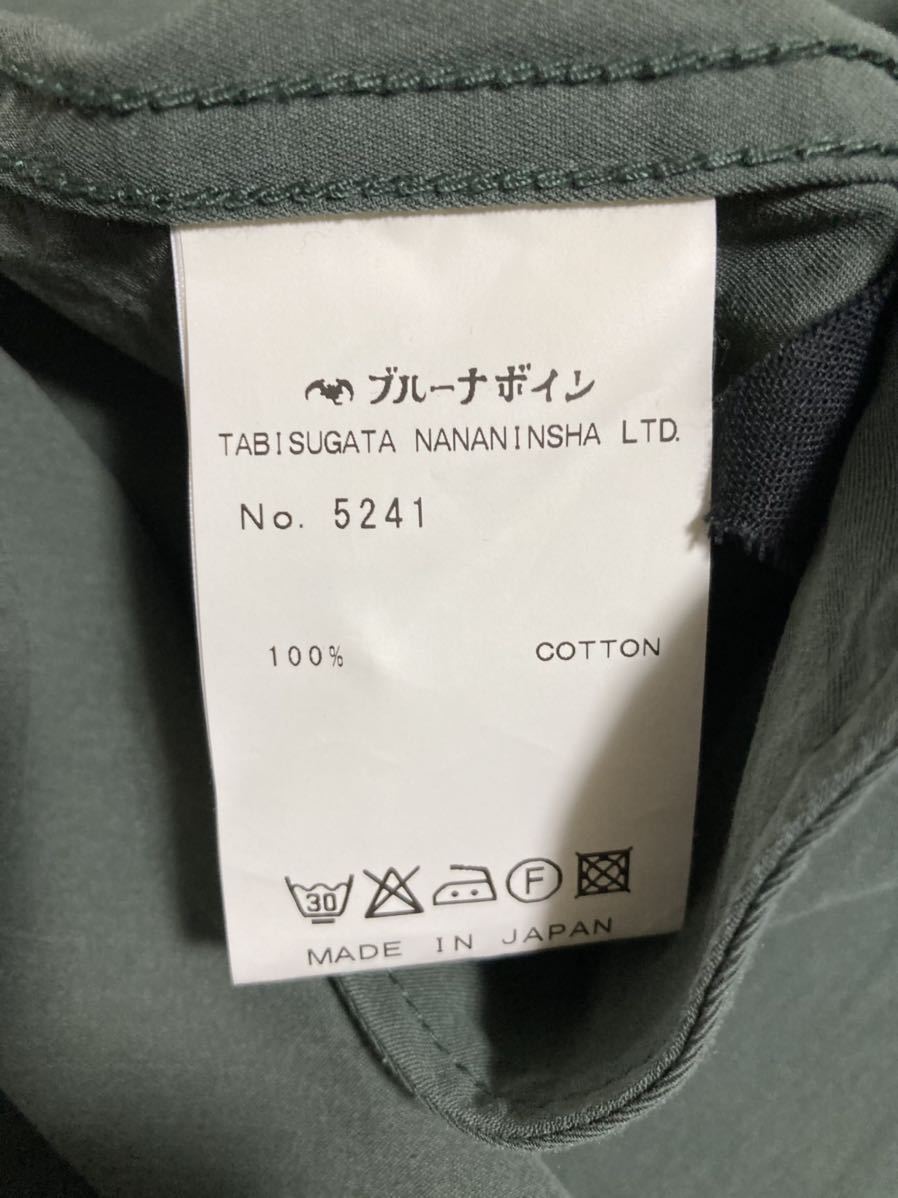 ブルーナボイン
TABISUGATA NANANINSHA LTD.
No. 5241
100% COTTON
30 F
MADE IN JAPAN